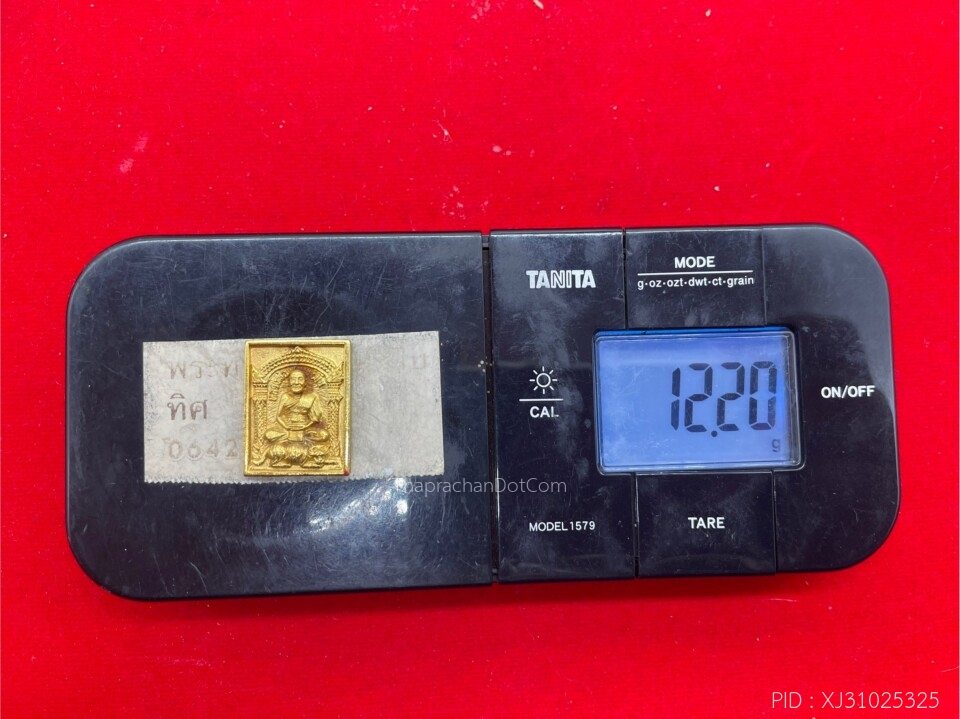 TANITA
MODE
g·oz·ozt·dwt·ct·grain
พระท
ทิศ
0642
CAL
12.20
g
ON/OFF
MODEL 1579
TARE
ThaprachanDotCom
PID : XJ31025325